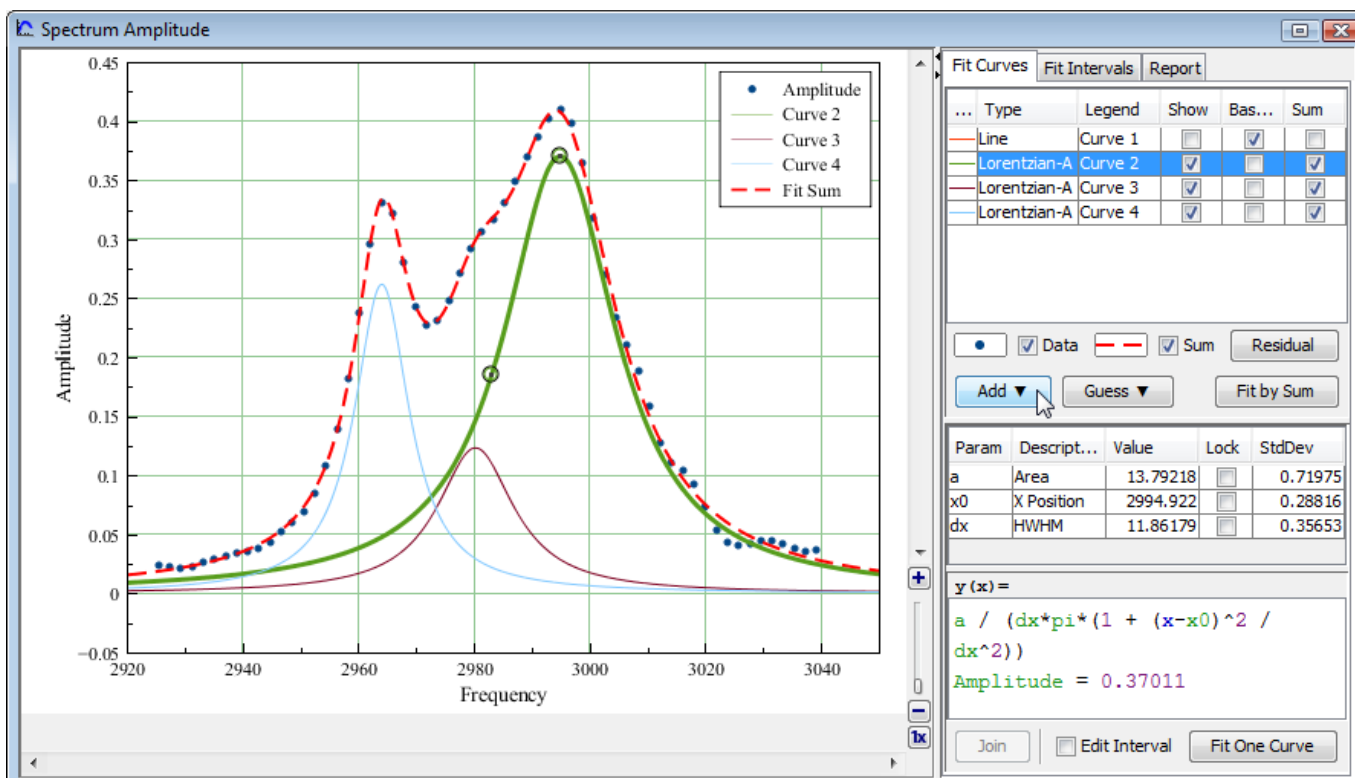 Spectrum Amplitude
0.45
0.4
0.35
0.3
0.25
0.2
0.15
0.1
0.05
0
−0.05
2920 2940 2960 2980 3000 3020 3040
Amplitude
Frequency
Amplitude
Curve 2
Curve 3
Curve 4
Fit Sum
1x
Fit Curves Fit Intervals Report
... Type Legend Show Bas... Sum
Line Curve 1
Lorentzian-A Curve 2
Lorentzian-A Curve 3
Lorentzian-A Curve 4
Data Sum Residual
Add ▼ Guess ▼ Fit by Sum
Param Descript... Value Lock StdDev
a Area 13.79218 0.71975
x0 X Position 2994.922 0.28816
dx HWHM 11.86179 0.35653
y(x)=
a / (dx*pi*(1 + (x-x0)^2 /
dx^2))
Amplitude = 0.37011
Join Edit Interval Fit One Curve